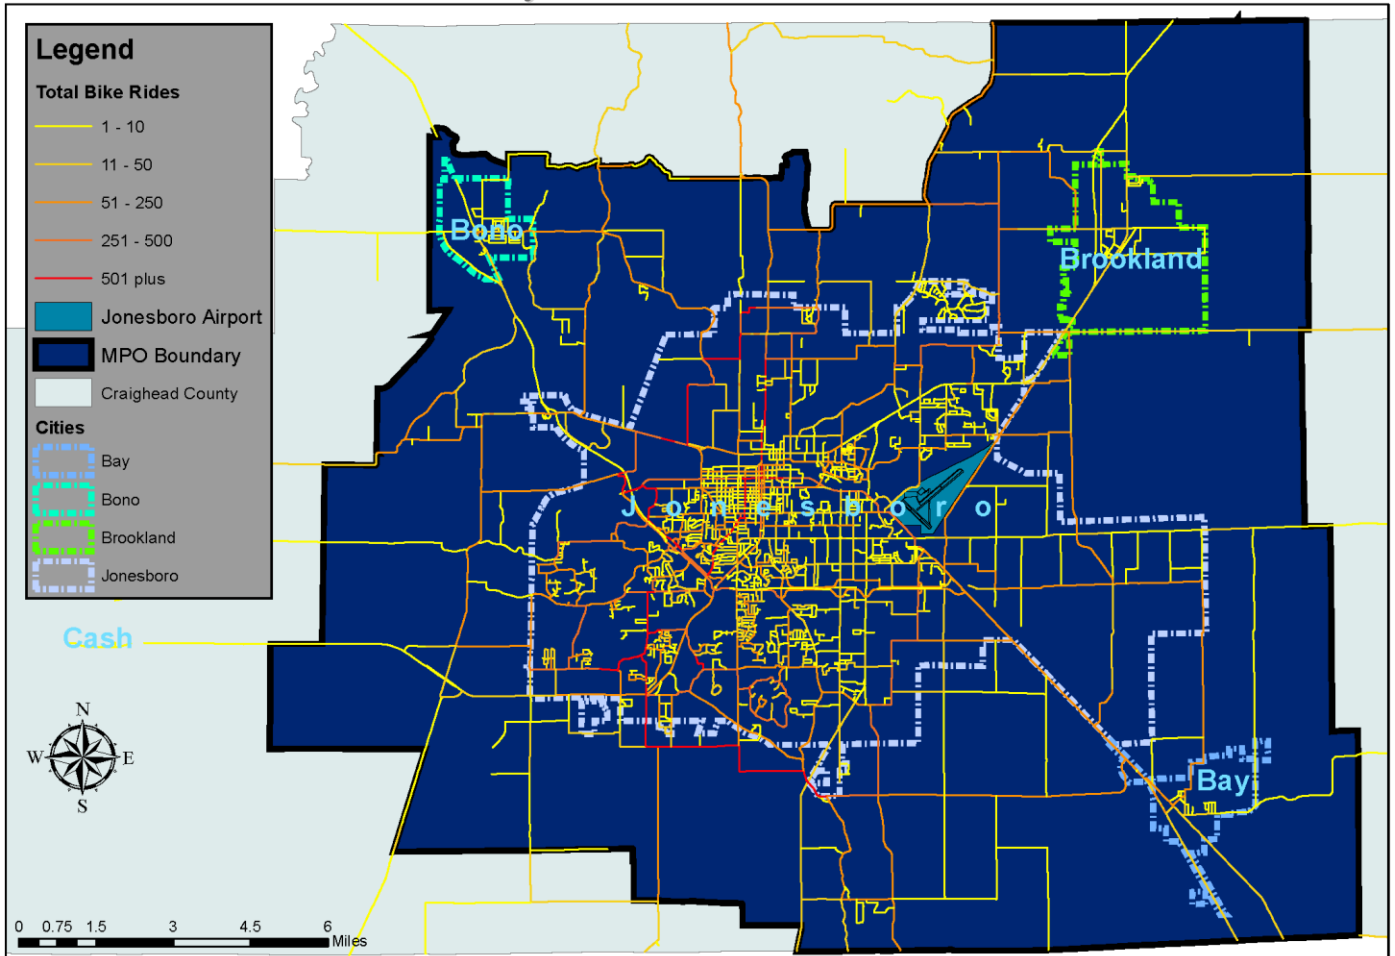 Legend
Total Bike Rides
1 - 10
11 - 50
51 - 250
251 - 500
501 plus
Jonesboro Airport
MPO Boundary
Craighead County
Cities
Bay
Bono
Brookland
Jonesboro
Bono
Brookland
Jonesboro
Cash
Bay
N
W E
S
0 0.75 1.5 3 4.5 6
Miles